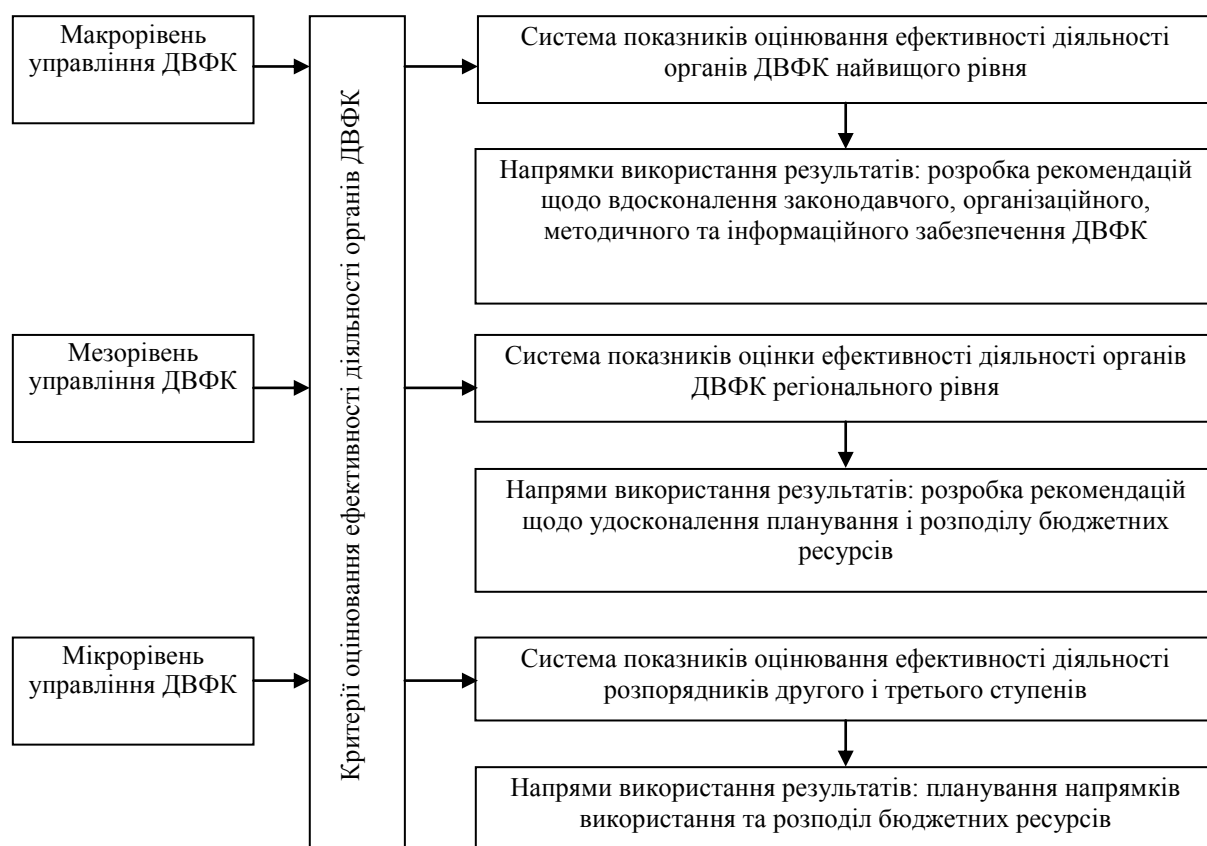 Макрорівень
управління ДВФК
Критерії оцінювання ефективності діяльності органів ДВФК
Система показників оцінювання ефективності діяльності
органів ДВФК найвищого рівня
Напрямки використання результатів: розробка рекомендацій
щодо вдосконалення законодавчого, організаційного,
методичного та інформаційного забезпечення ДВФК
Мезорівень
управління ДВФК
Система показників оцінки ефективності діяльності органів
ДВФК регіонального рівня
Напрями використання результатів: розробка рекомендацій
щодо удосконалення планування і розподілу бюджетних
ресурсів
Мікрорівень
управління ДВФК
Система показників оцінювання ефективності діяльності
розпорядників другого і третього ступенів
Напрями використання результатів: планування напрямків
використання та розподіл бюджетних ресурсів